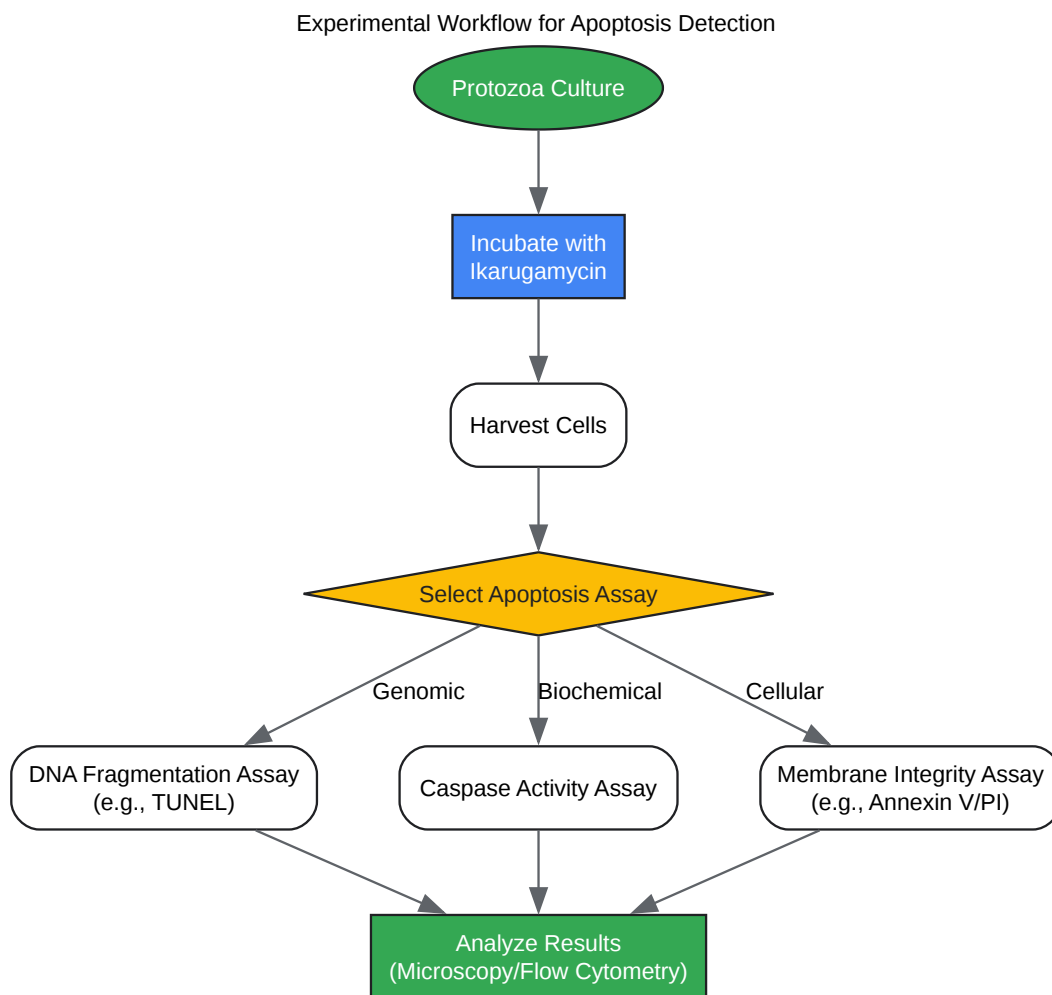 Experimental Workflow for Apoptosis Detection
Protozoa Culture
Incubate with
Ikarugamycin
Harvest Cells
Select Apoptosis Assay
Genomic
Biochemical
Cellular
DNA Fragmentation Assay
(e.g., TUNEL)
Caspase Activity Assay
Membrane Integrity Assay
(e.g., Annexin V/PI)
Analyze Results
(Microscopy/Flow Cytometry)